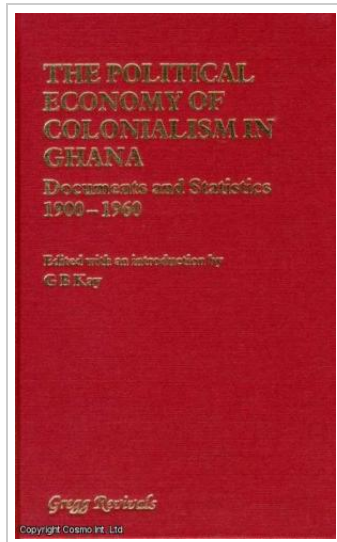 THE POLITICAL
ECONOMY OF
COLONIALISM IN
GHANA
Documents and Statistics
1900–1960
Edited with an introduction by
G B Kay
Gregg Revivals
Copyright Cosmo Int. Ltd